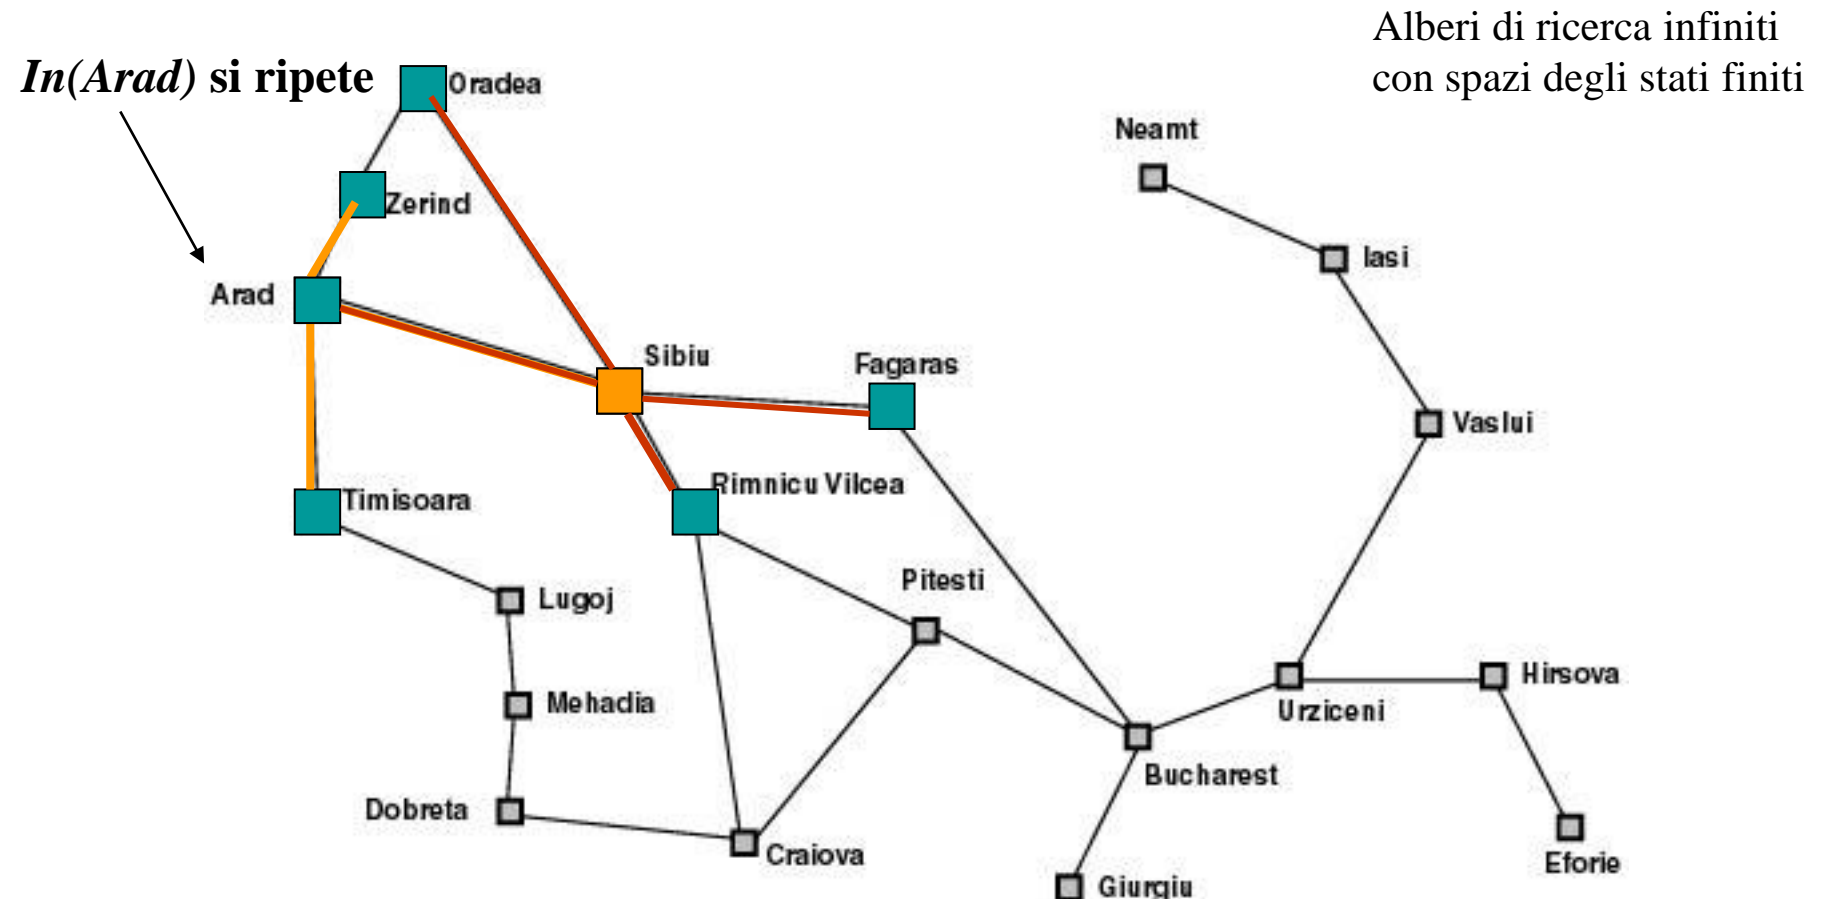 Alberi di ricerca infiniti
con spazi degli stati finiti
In(Arad) si ripete
Oradea
Neamt
Zerind
Iasi
Arad
Sibiu
Fagaras
Vaslui
Timisoara
Rimnicu Vilcea
Pitesti
Lugoj
Hirsova
Mehadia
Urziceni
Bucharest
Dobreta
Craiova
Eforie
Giurgiu